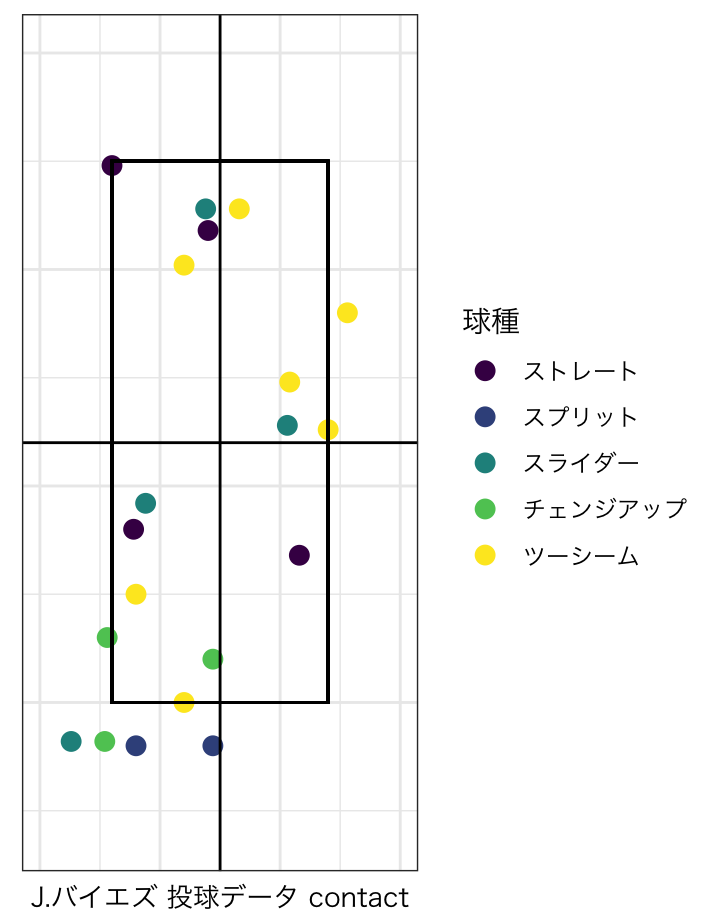 球種
ストレート
スプリット
スライダー
チェンジアップ
ツーシーム
J.バイエズ 投球データ contact